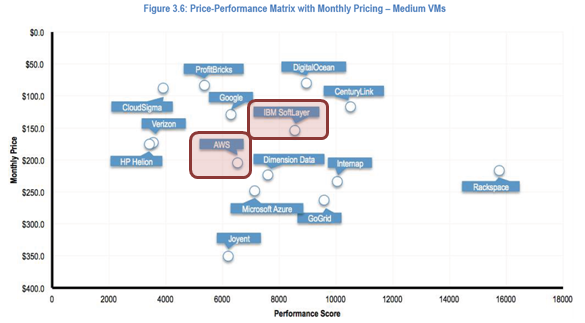 Figure 3.6: Price-Performance Matrix with Monthly Pricing – Medium VMs
$0.0
$50.0
$100.0
$150.0
$200.0
$250.0
$300.0
$350.0
$400.0
Monthly Price
ProfitBricks
DigitalOcean
CenturyLink
Google
CloudSigma
IBM SoftLayer
Verizon
AWS
HP Helion
Dimension Data
Internap
Rackspace
Microsoft Azure
GoGrid
Joyent
0
2000
4000
6000
8000
10000
12000
14000
16000
18000
Performance Score